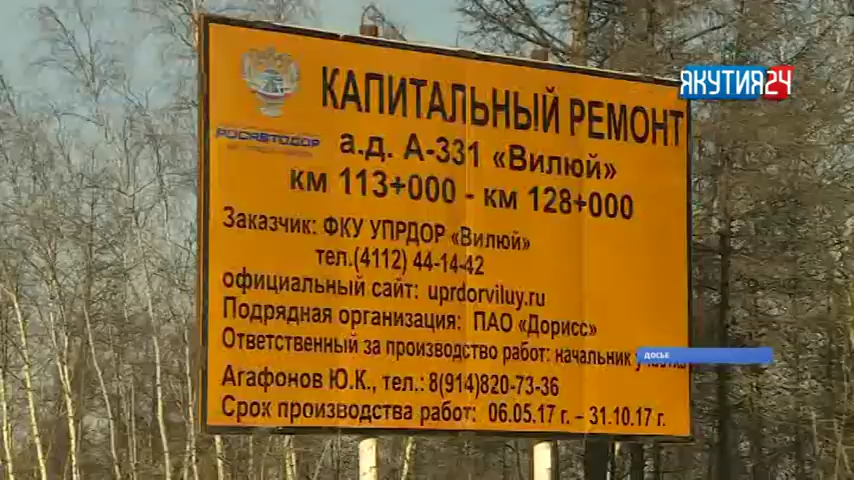 ЯКУТИЯ24
КАПИТАЛЬНЫЙ РЕМОНТ
РОСАВТОДОР
а.д. А-331 «Вилюй»
км 113+000 - км 128+000
Заказчик: ФКУ УПРДОР «Вилюй»
тел.(4112) 44-14-42
официальный сайт: uprdorviluy.ru
Подрядная организация: ПАО «Дорисс»
Ответственный за производство работ: начальник
ДОСЬЕ
Агафонов Ю.К., тел.: 8(914)820-73-36
Срок производства работ: 06.05.17 г. – 31.10.17 г.